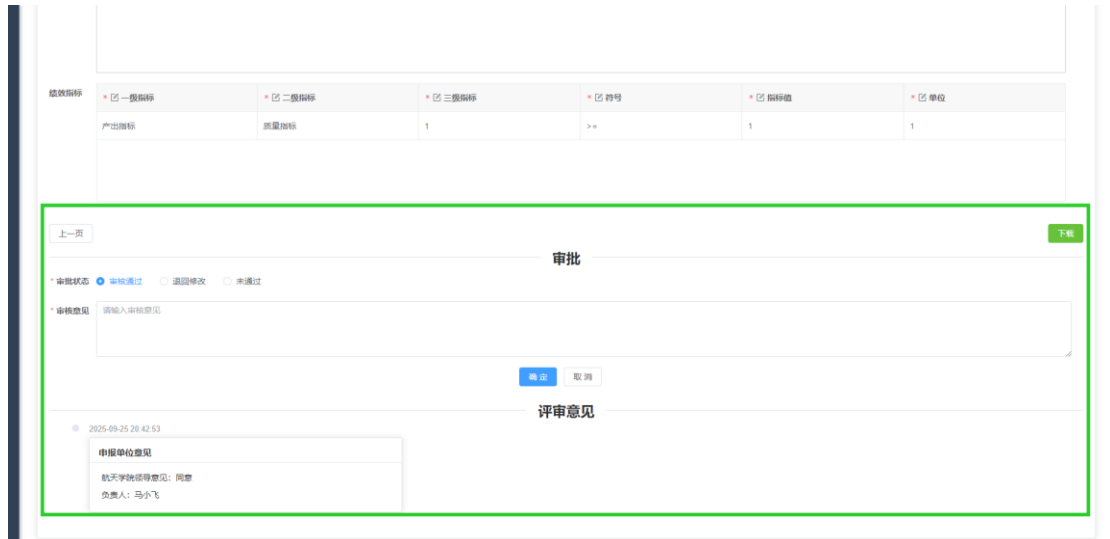 绩效指标
* 一级指标 * 二级指标 * 三级指标 * 符号 * 指标值 * 单位
产出指标 质量指标 1 >= 1 1
上一页 下载
审批
* 审批状态 审核通过 退回修改 未通过
* 审核意见 请输入审核意见
确定 取消
评审意见
2025-09-25 20:42:53
申报单位意见
航天学院领导意见：同意
负责人：马小飞